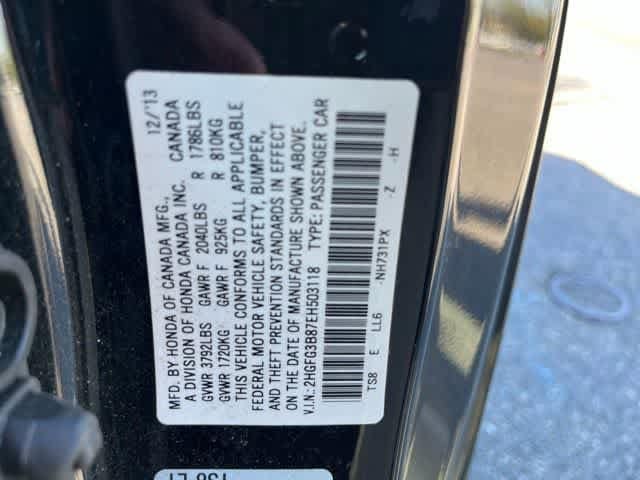 MFD. BY HONDA OF CANADA MFG., 12/'13
A DIVISION OF HONDA CANADA INC. CANADA
GVWR 3792LBS GAWR F 2040LBS R 1786LBS
GVWR 1720KG GAWR F 925KG R 810KG
THIS VEHICLE CONFORMS TO ALL APPLICABLE
FEDERAL MOTOR VEHICLE SAFETY, BUMPER,
AND THEFT PREVENTION STANDARDS IN EFFECT
ON THE DATE OF MANUFACTURE SHOWN ABOVE.
V.I.N.:2HGFG3B87EH503118 TYPE: PASSENGER CAR
TS8 E LL6 -NH731PX -Z -H